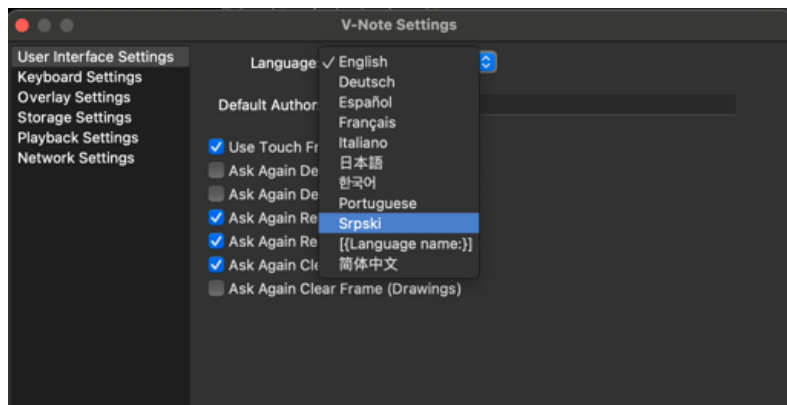 V-Note Settings
User Interface Settings
Keyboard Settings
Overlay Settings
Storage Settings
Playback Settings
Network Settings
Language:
✓ English
Deutsch
Español
Français
Italiano
日本語
한국어
Portuguese
Srpski
[{Language name:}]
简体中文
Default Author:
Use Touch Fr
Ask Again De
Ask Again De
Ask Again Re
Ask Again Re
Ask Again Cle
Ask Again Clear Frame (Drawings)